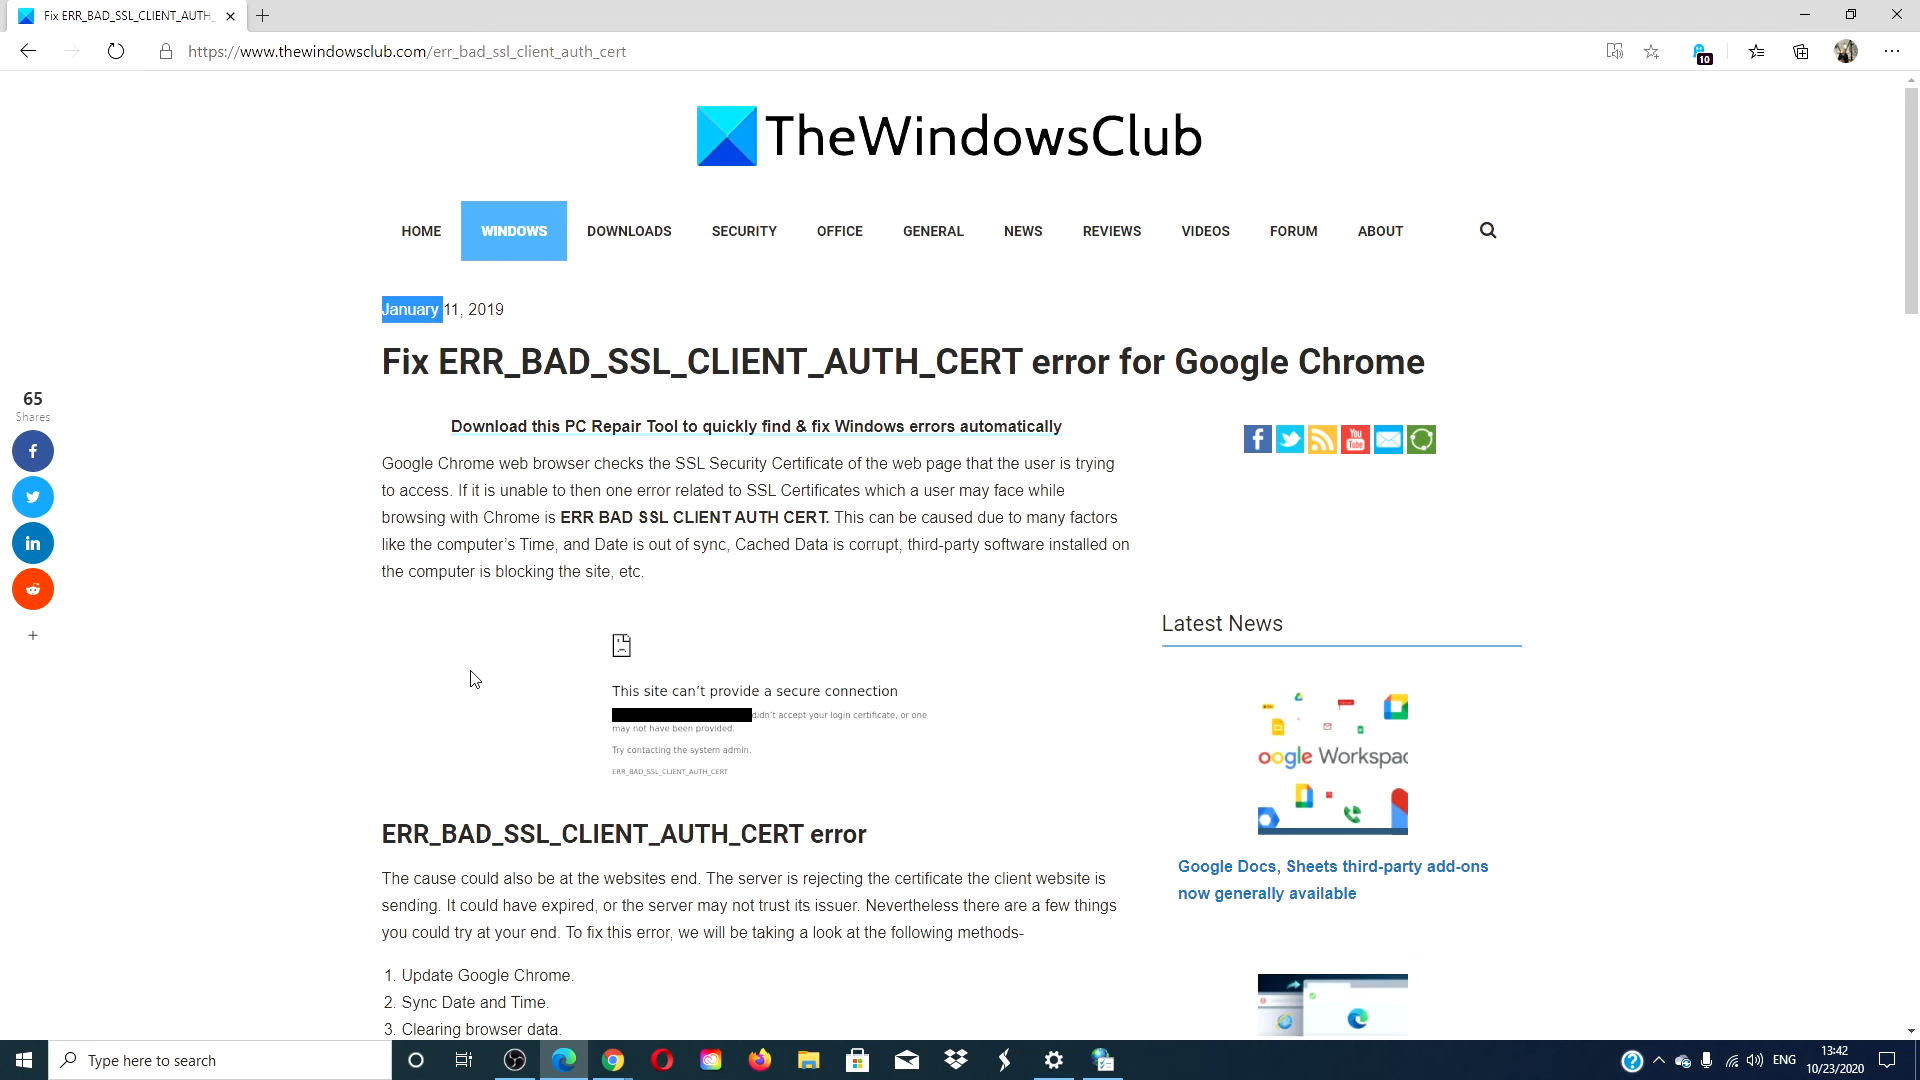 Fix ERR_BAD_SSL_CLIENT_AUTH_
https://www.thewindowsclub.com/err_bad_ssl_client_auth_cert
10
TheWindowsClub
HOME WINDOWS DOWNLOADS SECURITY OFFICE GENERAL NEWS REVIEWS VIDEOS FORUM ABOUT
January 11, 2019
Fix ERR_BAD_SSL_CLIENT_AUTH_CERT error for Google Chrome
65
Shares
Download this PC Repair Tool to quickly find & fix Windows errors automatically
Google Chrome web browser checks the SSL Security Certificate of the web page that the user is trying
to access. If it is unable to then one error related to SSL Certificates which a user may face while
browsing with Chrome is ERR BAD SSL CLIENT AUTH CERT. This can be caused due to many factors
like the computer's Time, and Date is out of sync, Cached Data is corrupt, third-party software installed on
the computer is blocking the site, etc.
You
Tube
This site can't provide a secure connection
didn't accept your login certificate, or one
may not have been provided.
Try contacting the system admin.
ERR_BAD_SSL_CLIENT_AUTH_CERT
Latest News
oogle Workspac
Google Docs, Sheets third-party add-ons
now generally available
ERR_BAD_SSL_CLIENT_AUTH_CERT error
The cause could also be at the websites end. The server is rejecting the certificate the client website is
sending. It could have expired, or the server may not trust its issuer. Nevertheless there are a few things
you could try at your end. To fix this error, we will be taking a look at the following methods-
1. Update Google Chrome.
2. Sync Date and Time.
3. Clearing browser data.
Type here to search
ENG
13:42
10/23/2020